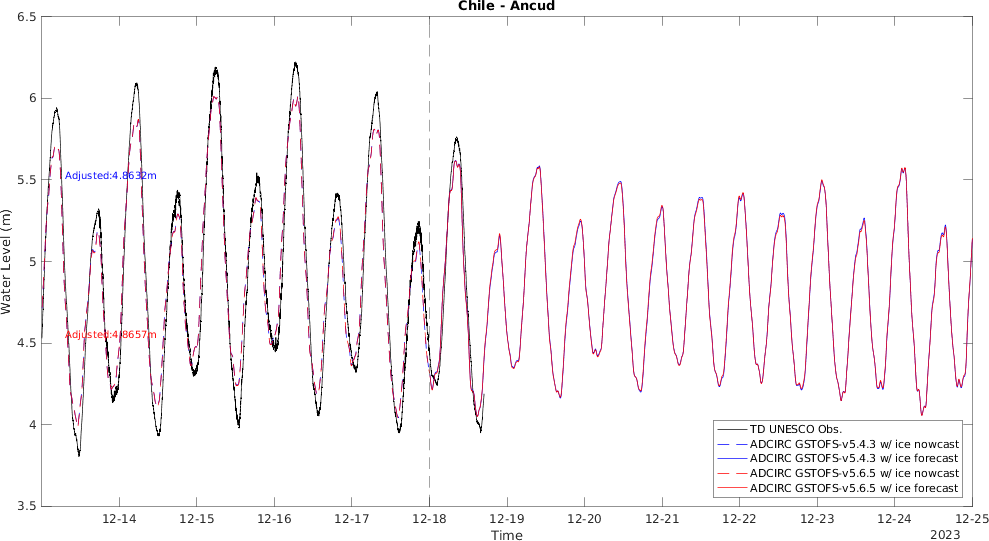 Chile - Ancud
6.5
6
5.5
5
4.5
4
3.5
Water Level (m)
Adjusted:4.8632m
Adjusted:4.8657m
TD UNESCO Obs.
ADCIRC GSTOFS-v5.4.3 w/ ice nowcast
ADCIRC GSTOFS-v5.4.3 w/ ice forecast
ADCIRC GSTOFS-v5.6.5 w/ ice nowcast
ADCIRC GSTOFS-v5.6.5 w/ ice forecast
12-14 12-15 12-16 12-17 12-18 12-19 12-20 12-21 12-22 12-23 12-24 12-25
Time
2023